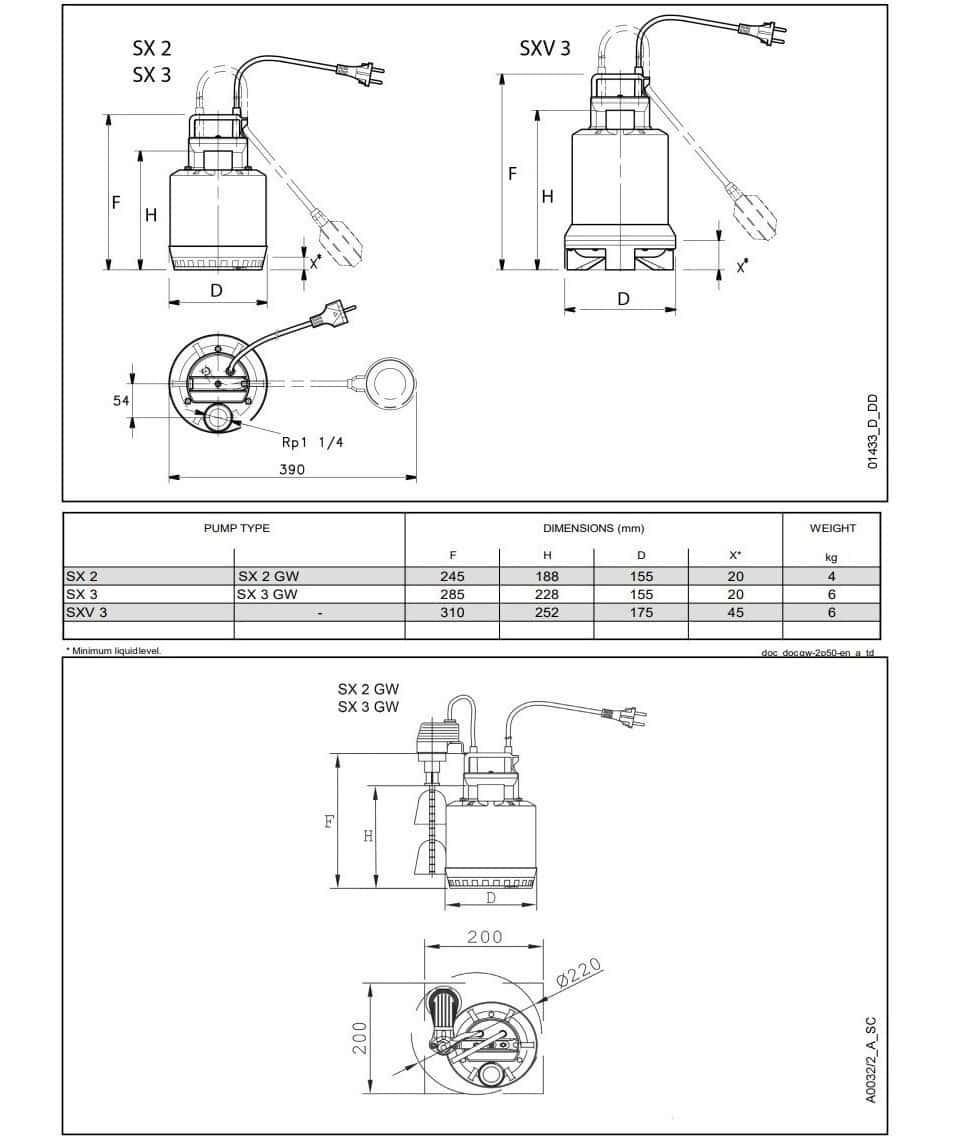 SX 2
SX 3
SXV 3
F
H
X*
D
F
H
X*
D
54
Rp1 1/4
390
01433_D_DD
PUMP TYPE DIMENSIONS (mm) WEIGHT
F H D X* kg
SX 2 SX 2 GW 245 188 155 20 4
SX 3 SX 3 GW 285 228 155 20 6
SXV 3 - 310 252 175 45 6
* Minimum liquid level. doc_docgw-2p50-en_a_td
SX 2 GW
SX 3 GW
F
H
D
200
Ø220
200
A0032/2_A_SC